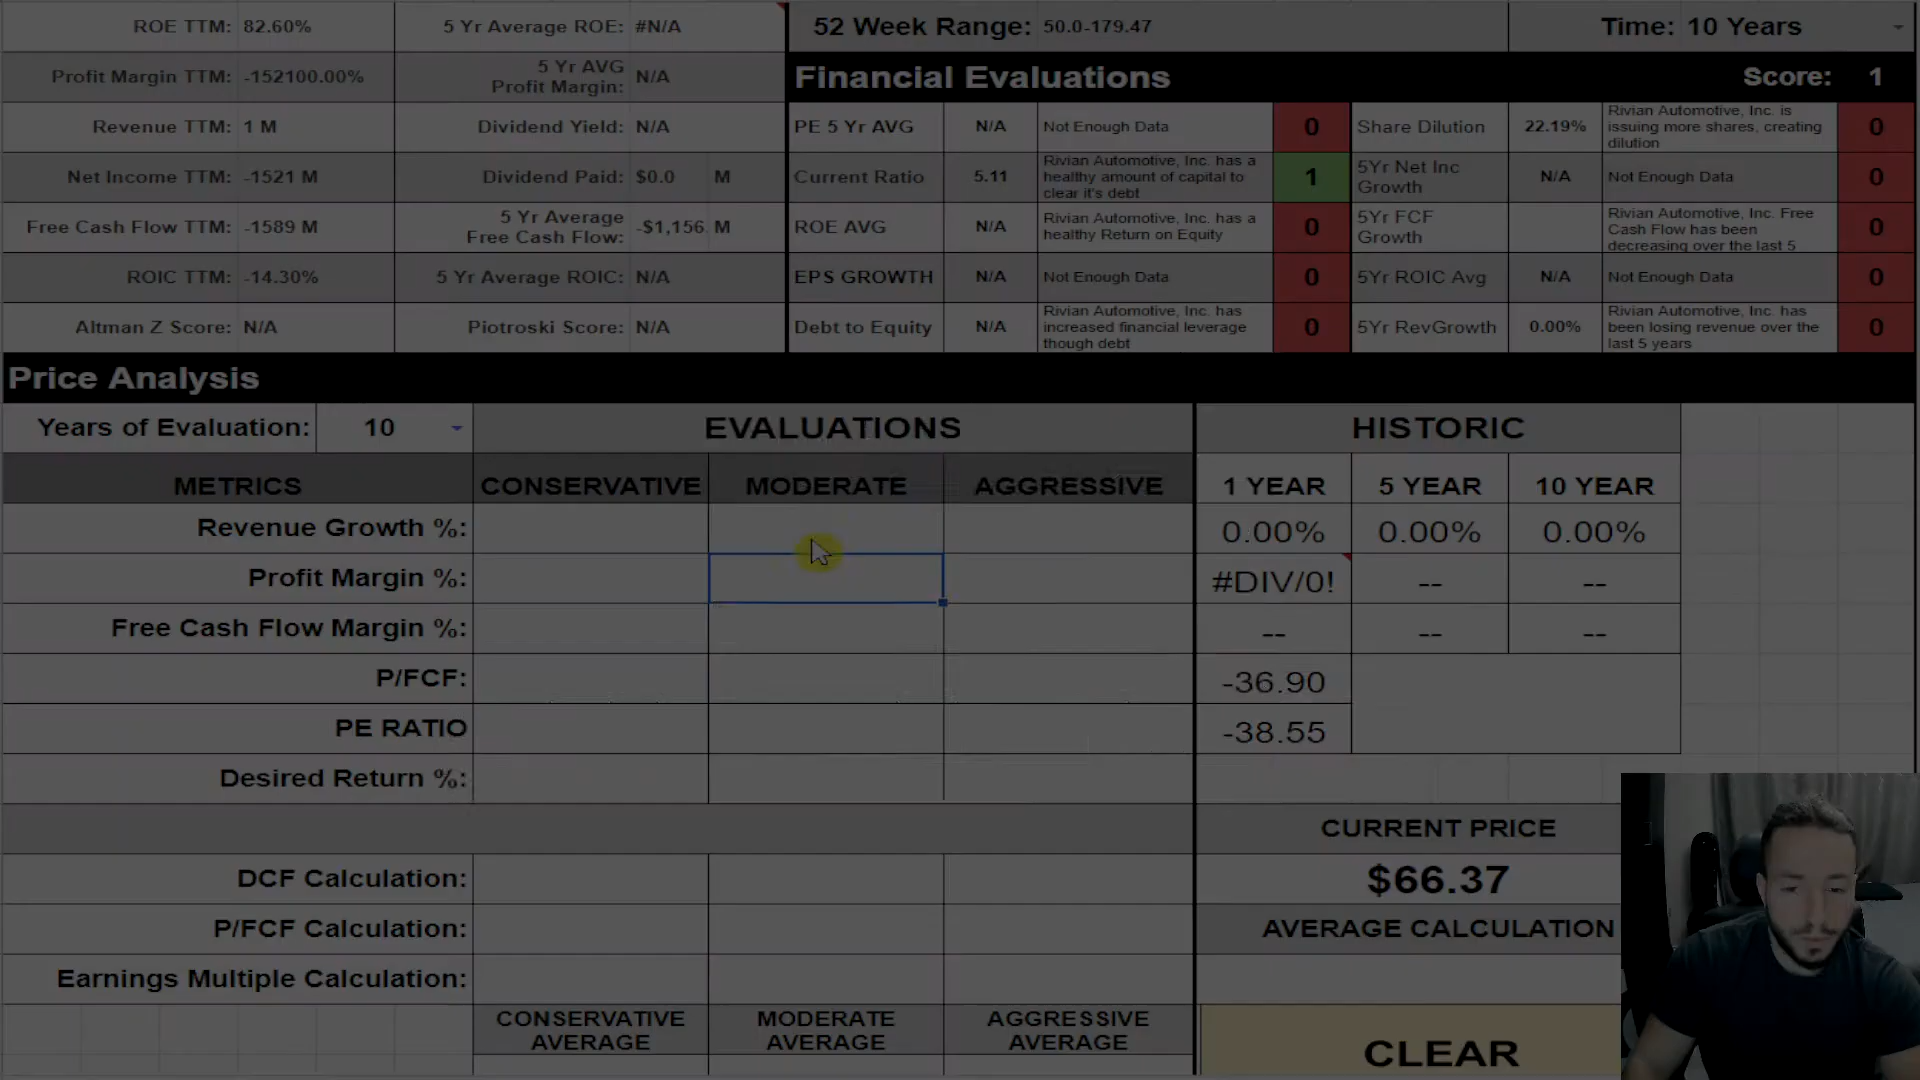 ROE TTM: 82.60% 5 Yr Average ROE: #N/A 52 Week Range: 50.0-179.47 Time: 10 Years
Profit Margin TTM: -152100.00% 5 Yr AVG Profit Margin: N/A Financial Evaluations Score: 1
Revenue TTM: 1 M Dividend Yield: N/A PE 5 Yr AVG N/A Not Enough Data 0 Share Dilution 22.19% Rivian Automotive, Inc. is issuing more shares, creating dilution 0
Net Income TTM: -1521 M Dividend Paid: $0.0 M Current Ratio 5.11 Rivian Automotive, Inc. has a healthy amount of capital to clear it's debt 1 5Yr Net Inc Growth N/A Not Enough Data 0
Free Cash Flow TTM: -1589 M 5 Yr Average Free Cash Flow: -$1,156. M ROE AVG N/A Rivian Automotive, Inc. has a healthy Return on Equity 0 5Yr FCF Growth Rivian Automotive, Inc. Free Cash Flow has been decreasing over the last 5 0
ROIC TTM: -14.30% 5 Yr Average ROIC: N/A EPS GROWTH N/A Not Enough Data 0 5Yr ROIC Avg N/A Not Enough Data 0
Altman Z Score: N/A Piotroski Score: N/A Debt to Equity N/A Rivian Automotive, Inc. has increased financial leverage though debt 0 5Yr RevGrowth 0.00% Rivian Automotive, Inc. has been losing revenue over the last 5 years 0
Price Analysis
Years of Evaluation: 10 EVALUATIONS HISTORIC
METRICS CONSERVATIVE MODERATE AGGRESSIVE 1 YEAR 5 YEAR 10 YEAR
Revenue Growth %: 0.00% 0.00% 0.00%
Profit Margin %: #DIV/0! -- --
Free Cash Flow Margin %: -- -- --
P/FCF: -36.90
PE RATIO -38.55
Desired Return %:
CURRENT PRICE
DCF Calculation: $66.37
P/FCF Calculation: AVERAGE CALCULATION
Earnings Multiple Calculation:
CONSERVATIVE AVERAGE MODERATE AVERAGE AGGRESSIVE AVERAGE CLEAR